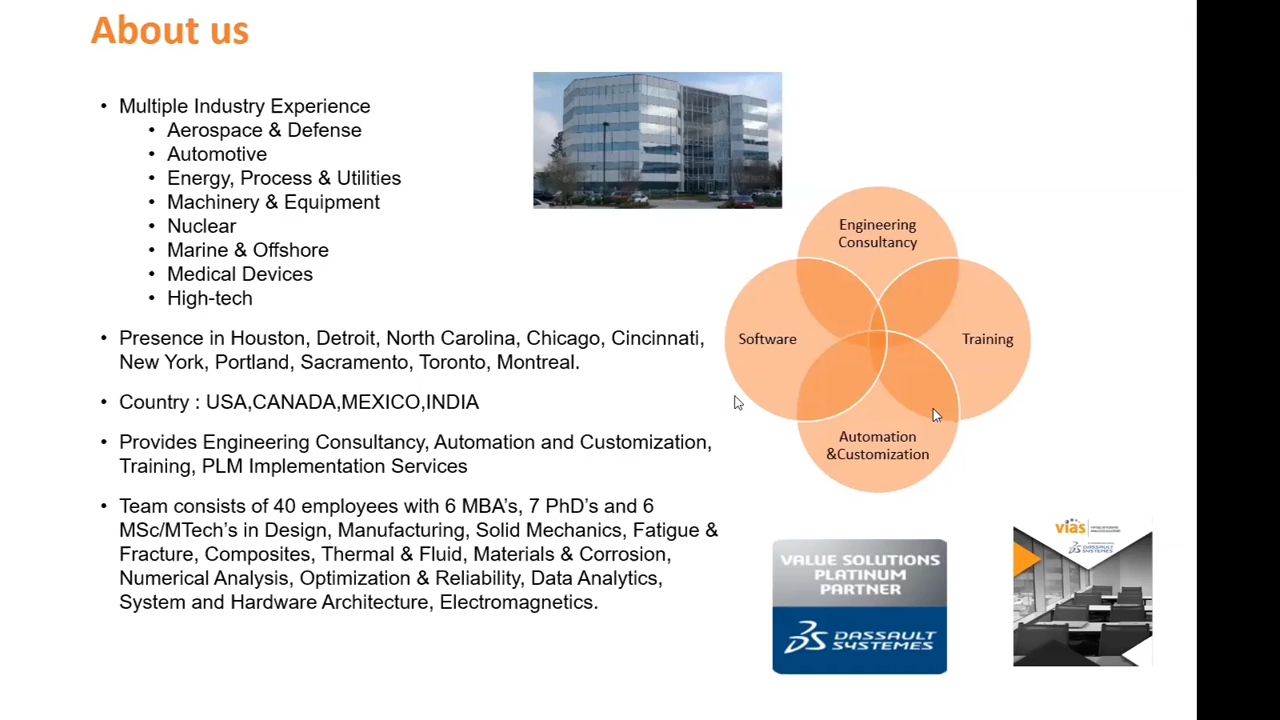 About us
• Multiple Industry Experience
• Aerospace & Defense
• Automotive
• Energy, Process & Utilities
• Machinery & Equipment
• Nuclear
• Marine & Offshore
• Medical Devices
• High-tech
• Presence in Houston, Detroit, North Carolina, Chicago, Cincinnati,
New York, Portland, Sacramento, Toronto, Montreal.
• Country : USA,CANADA,MEXICO,INDIA
• Provides Engineering Consultancy, Automation and Customization,
Training, PLM Implementation Services
• Team consists of 40 employees with 6 MBA's, 7 PhD's and 6
MSc/MTech's in Design, Manufacturing, Solid Mechanics, Fatigue &
Fracture, Composites, Thermal & Fluid, Materials & Corrosion,
Numerical Analysis, Optimization & Reliability, Data Analytics,
System and Hardware Architecture, Electromagnetics.
Engineering
Consultancy
Software
Training
Automation
&Customization
VALUE SOLUTIONS
PLATINUM
PARTNER
DASSAULT
SYSTEMES
vias
DASSAULT
SYSTEMES